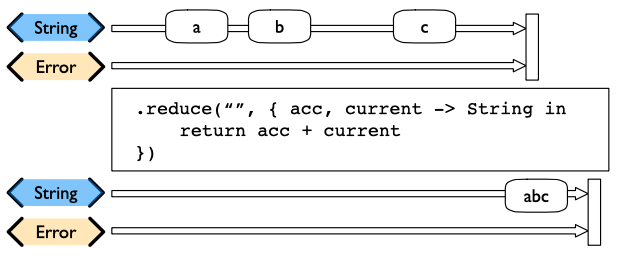 String a b c
Error
.reduce(“”, { acc, current -> String in
return acc + current
})
String abc
Error